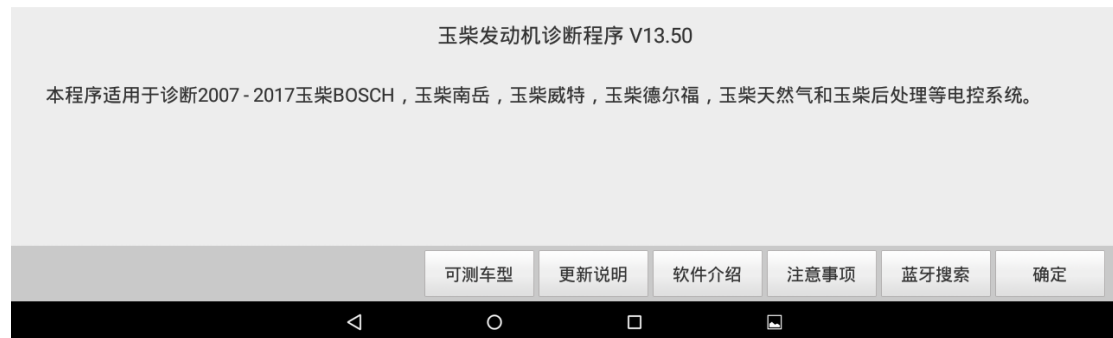 玉柴发动机诊断程序 V13.50
本程序适用于诊断2007 - 2017玉柴BOSCH，玉柴南岳，玉柴威特，玉柴德尔福，玉柴天然气和玉柴后处理等电控系统。
可测车型 更新说明 软件介绍 注意事项 蓝牙搜索 确定